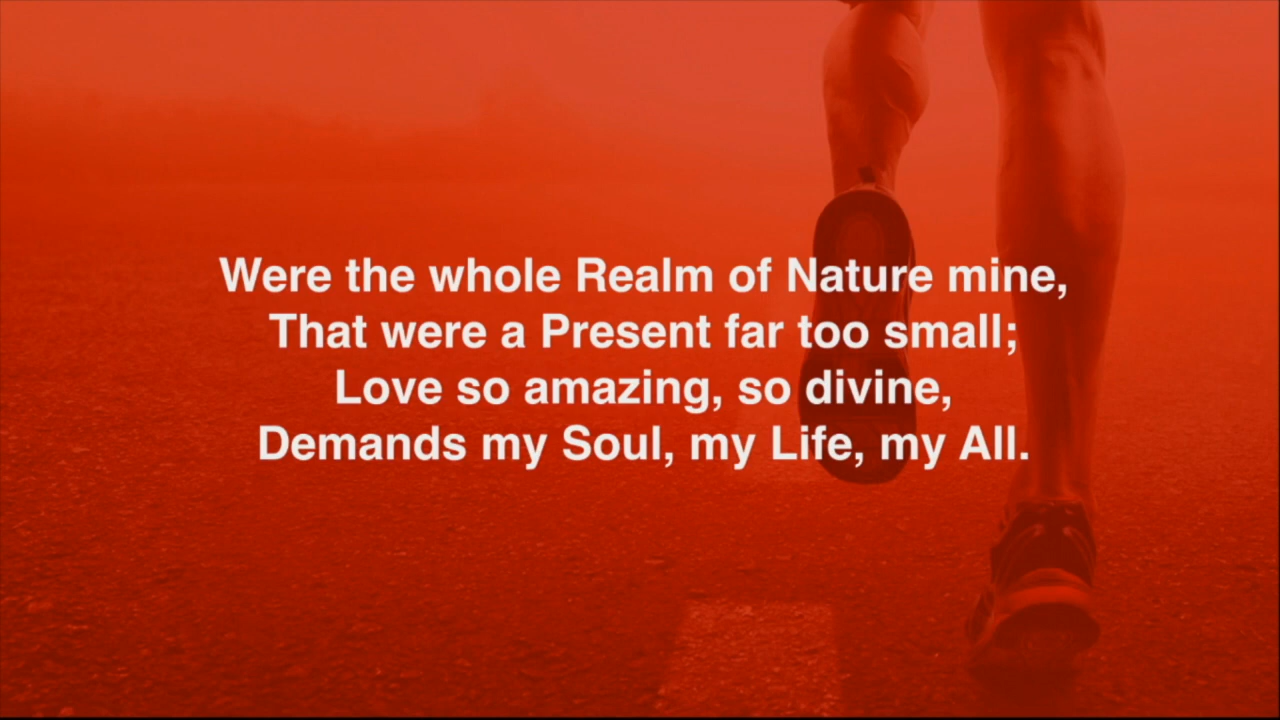 Were the whole Realm of Nature mine,
That were a Present far too small;
Love so amazing, so divine,
Demands my Soul, my Life, my All.